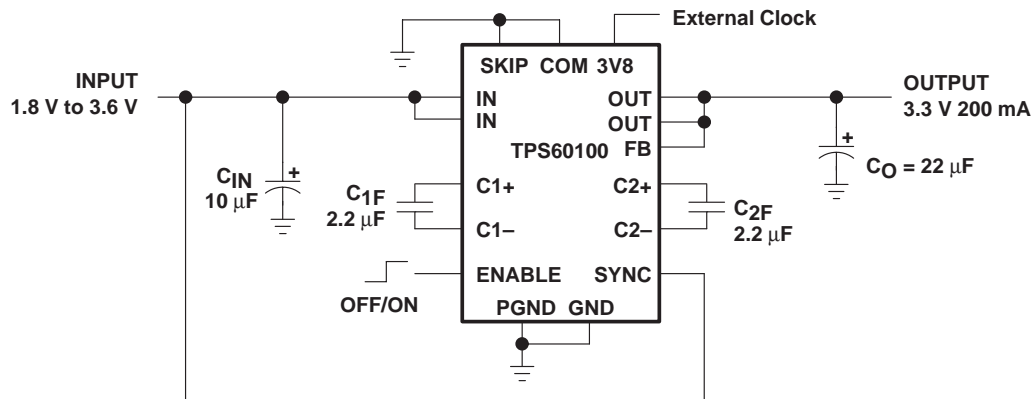 External Clock
INPUT
1.8 V to 3.6 V
SKIP COM 3V8
OUTPUT
3.3 V 200 mA
IN
OUT
IN
OUT
TPS60100
FB
CIN
10 µF
+
C1F
2.2 µF
C1+
C2+
C1–
C2–
C2F
2.2 µF
+
CO = 22 µF
ENABLE
SYNC
OFF/ON
PGND GND